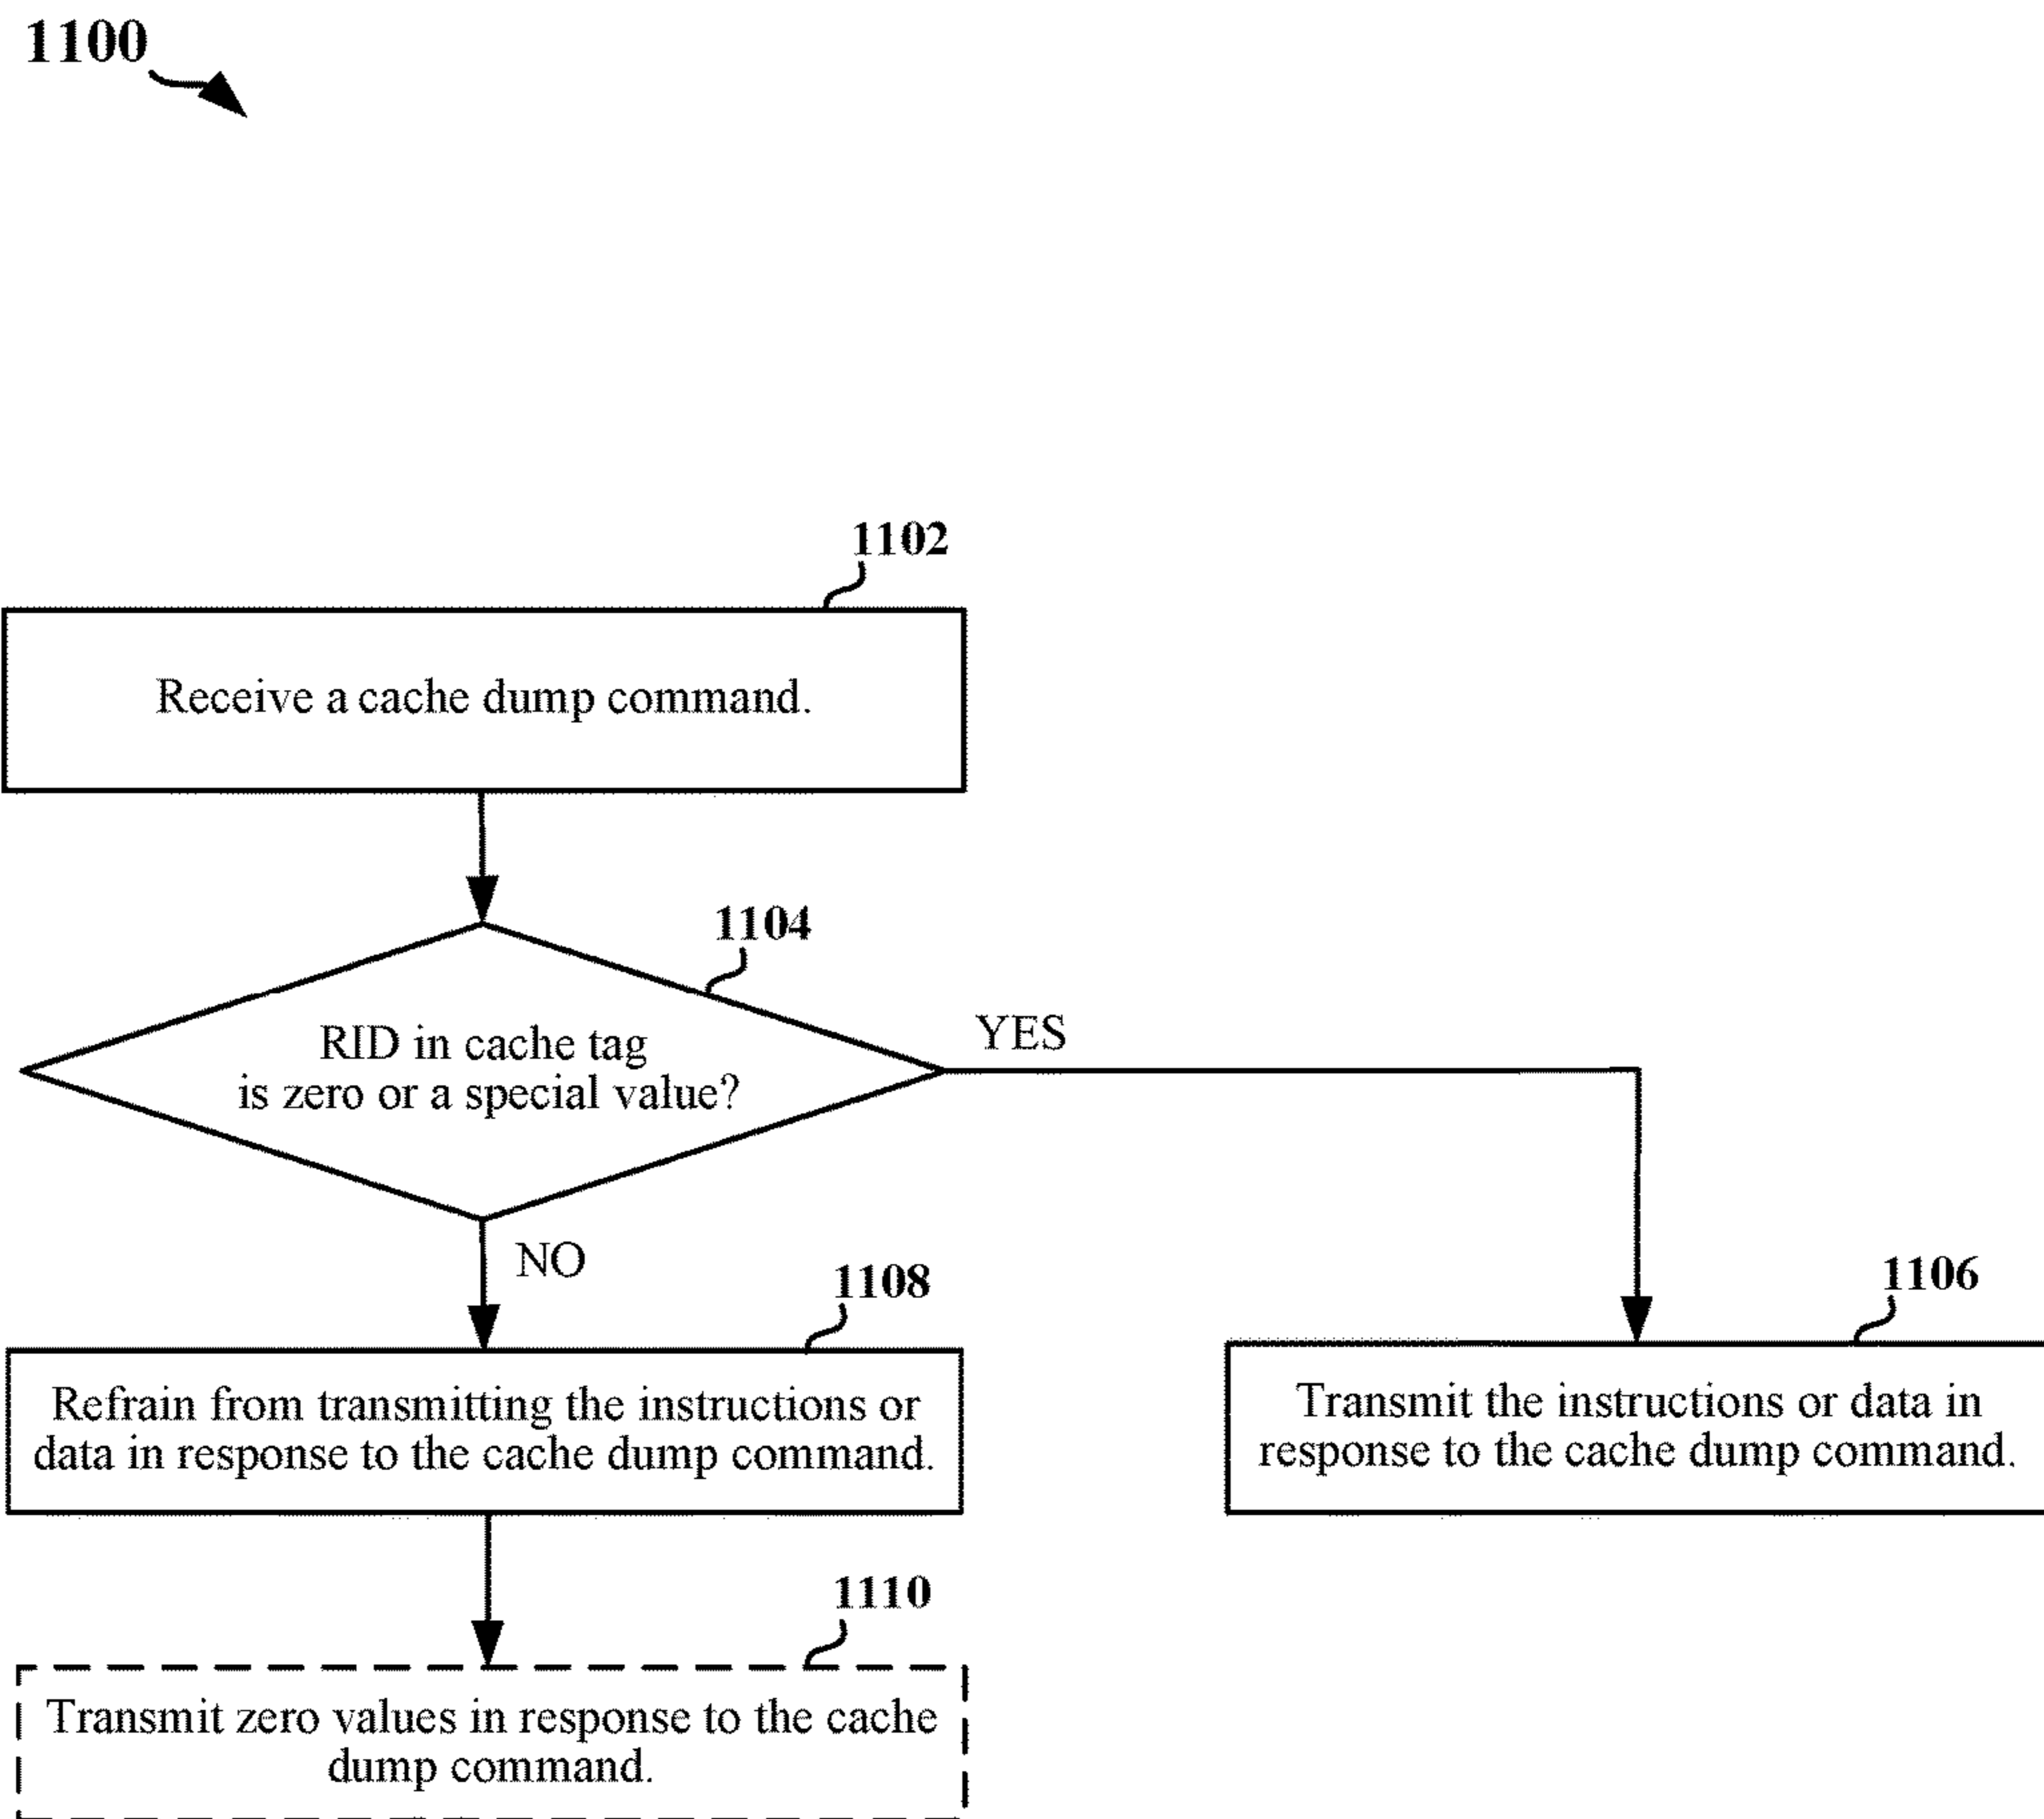 1100
1102
Receive a cache dump command.
1104
RID in cache tag
is zero or a special value?
YES
NO
1108
Refrain from transmitting the instructions or
data in response to the cache dump command.
1106
Transmit the instructions or data in
response to the cache dump command.
1110
Transmit zero values in response to the cache
dump command.